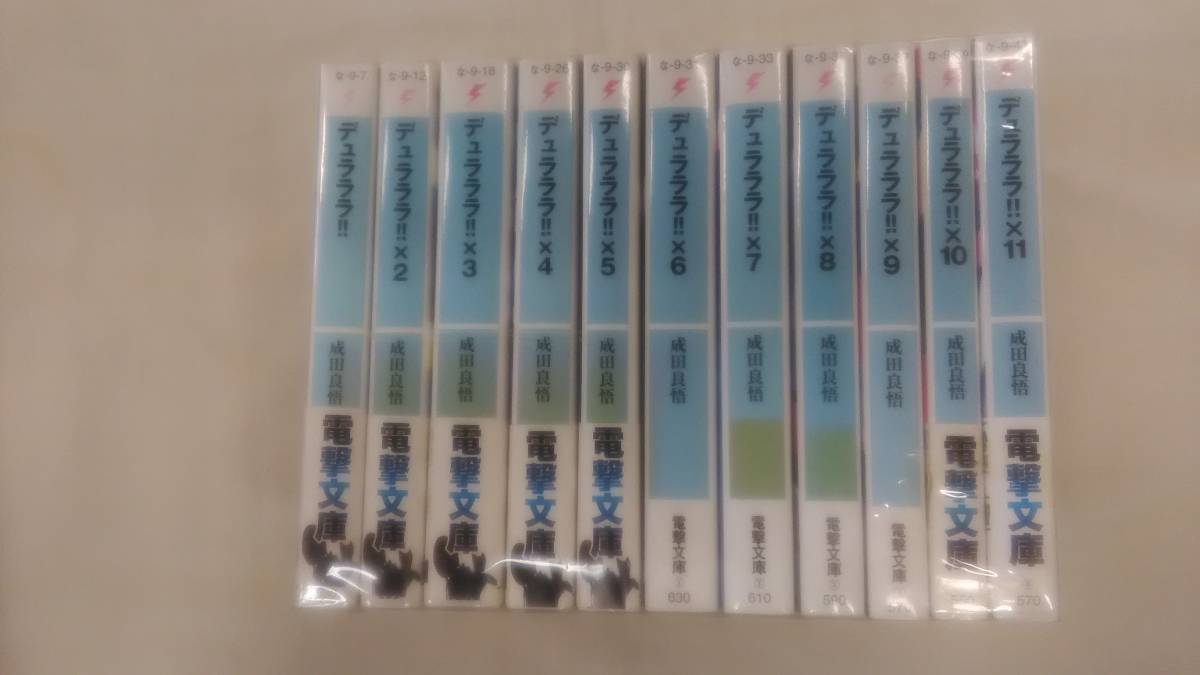 な-9-7
デュラララ!!
成田良悟
電撃文庫
な-9-12
デュラララ!!×2
成田良悟
電撃文庫
な-9-18
デュラララ!!×3
成田良悟
電撃文庫
な-9-26
デュラララ!!×4
成田良悟
電撃文庫
な-9-30
デュラララ!!×5
成田良悟
電撃文庫
デュラララ!!×6
成田良悟
電撃文庫
630
な-9-33
デュラララ!!×7
成田良悟
電撃文庫
610
デュラララ!!×8
成田良悟
電撃文庫
590
デュラララ!!×9
成田良悟
電撃文庫
570
デュラララ!!×10
成田良悟
電撃文庫
デュラララ!!×11
成田良悟
電撃文庫
570